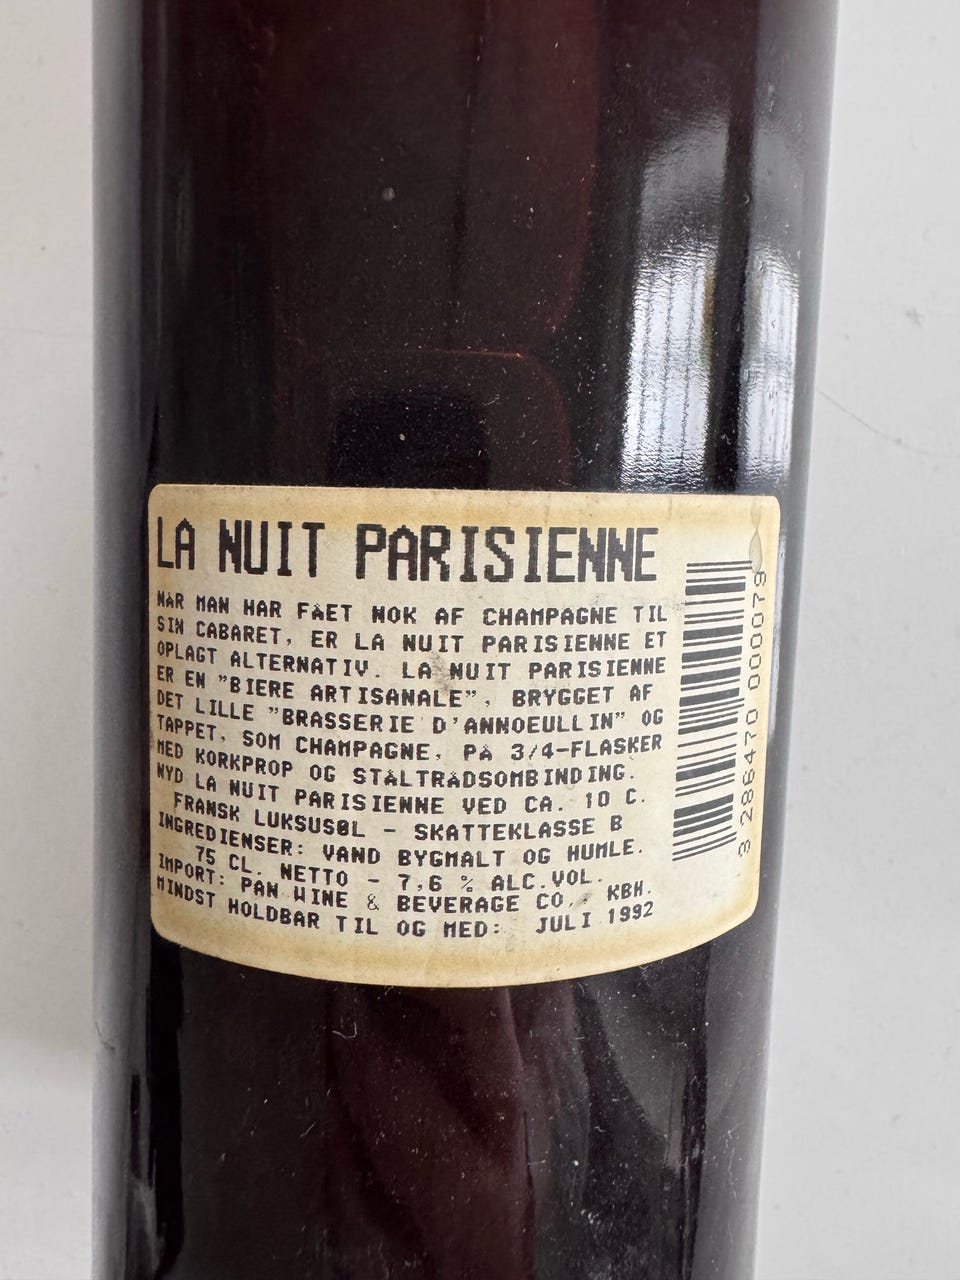 LA NUIT PARISIENNE
NÅR MAN HAR FÅET NOK AF CHAMPAGNE TIL
SIN CABARET, ER LA NUIT PARISIENNE ET
OPLAGT ALTERNATIV. LA NUIT PARISIENNE
ER EN "BIERE ARTISANALE", BRYGGET AF
DET LILLE "BRASSERIE D'ANNOEULLIN" OG
TAPPET, SOM CHAMPAGNE, PÅ 3/4-FLASKER
MED KORKPROP OG STÅLTRÅDSOMBINDING.
NYD LA NUIT PARISIENNE VED CA. 10 C.
FRANSK LUKSUSØL - SKATTEKLASSE B
INGREDIENSER: VAND BYGMALT OG HUMLE.
75 CL. NETTO - 7,6 % ALC.VOL.
IMPORT: PAN WINE & BEVERAGE CO., KBH.
MINDST HOLDBAR TIL OG MED: JULI 1992
3 286470 000079